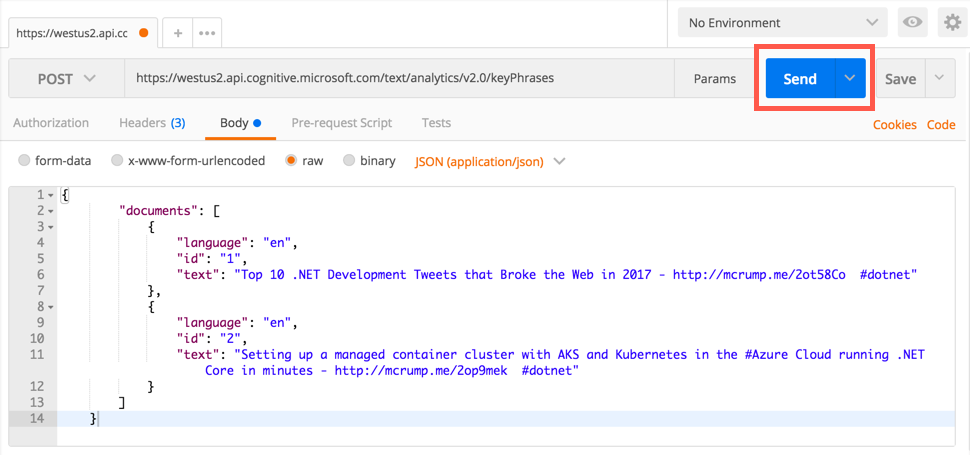 https://westus2.api.cc
+
•••
No Environment
POST
https://westus2.api.cognitive.microsoft.com/text/analytics/v2.0/keyPhrases
Params
Send
Save
Authorization
Headers (3)
Body
Pre-request Script
Tests
Cookies
Code
form-data
x-www-form-urlencoded
raw
binary
JSON (application/json)
1 {
2 "documents": [
3 {
4 "language": "en",
5 "id": "1",
6 "text": "Top 10 .NET Development Tweets that Broke the Web in 2017 - http://mcrump.me/2ot58Co  #dotnet"
7 },
8 {
9 "language": "en",
10 "id": "2",
11 "text": "Setting up a managed container cluster with AKS and Kubernetes in the #Azure Cloud running .NET
Core in minutes - http://mcrump.me/2op9mek  #dotnet"
12 }
13 ]
14 }